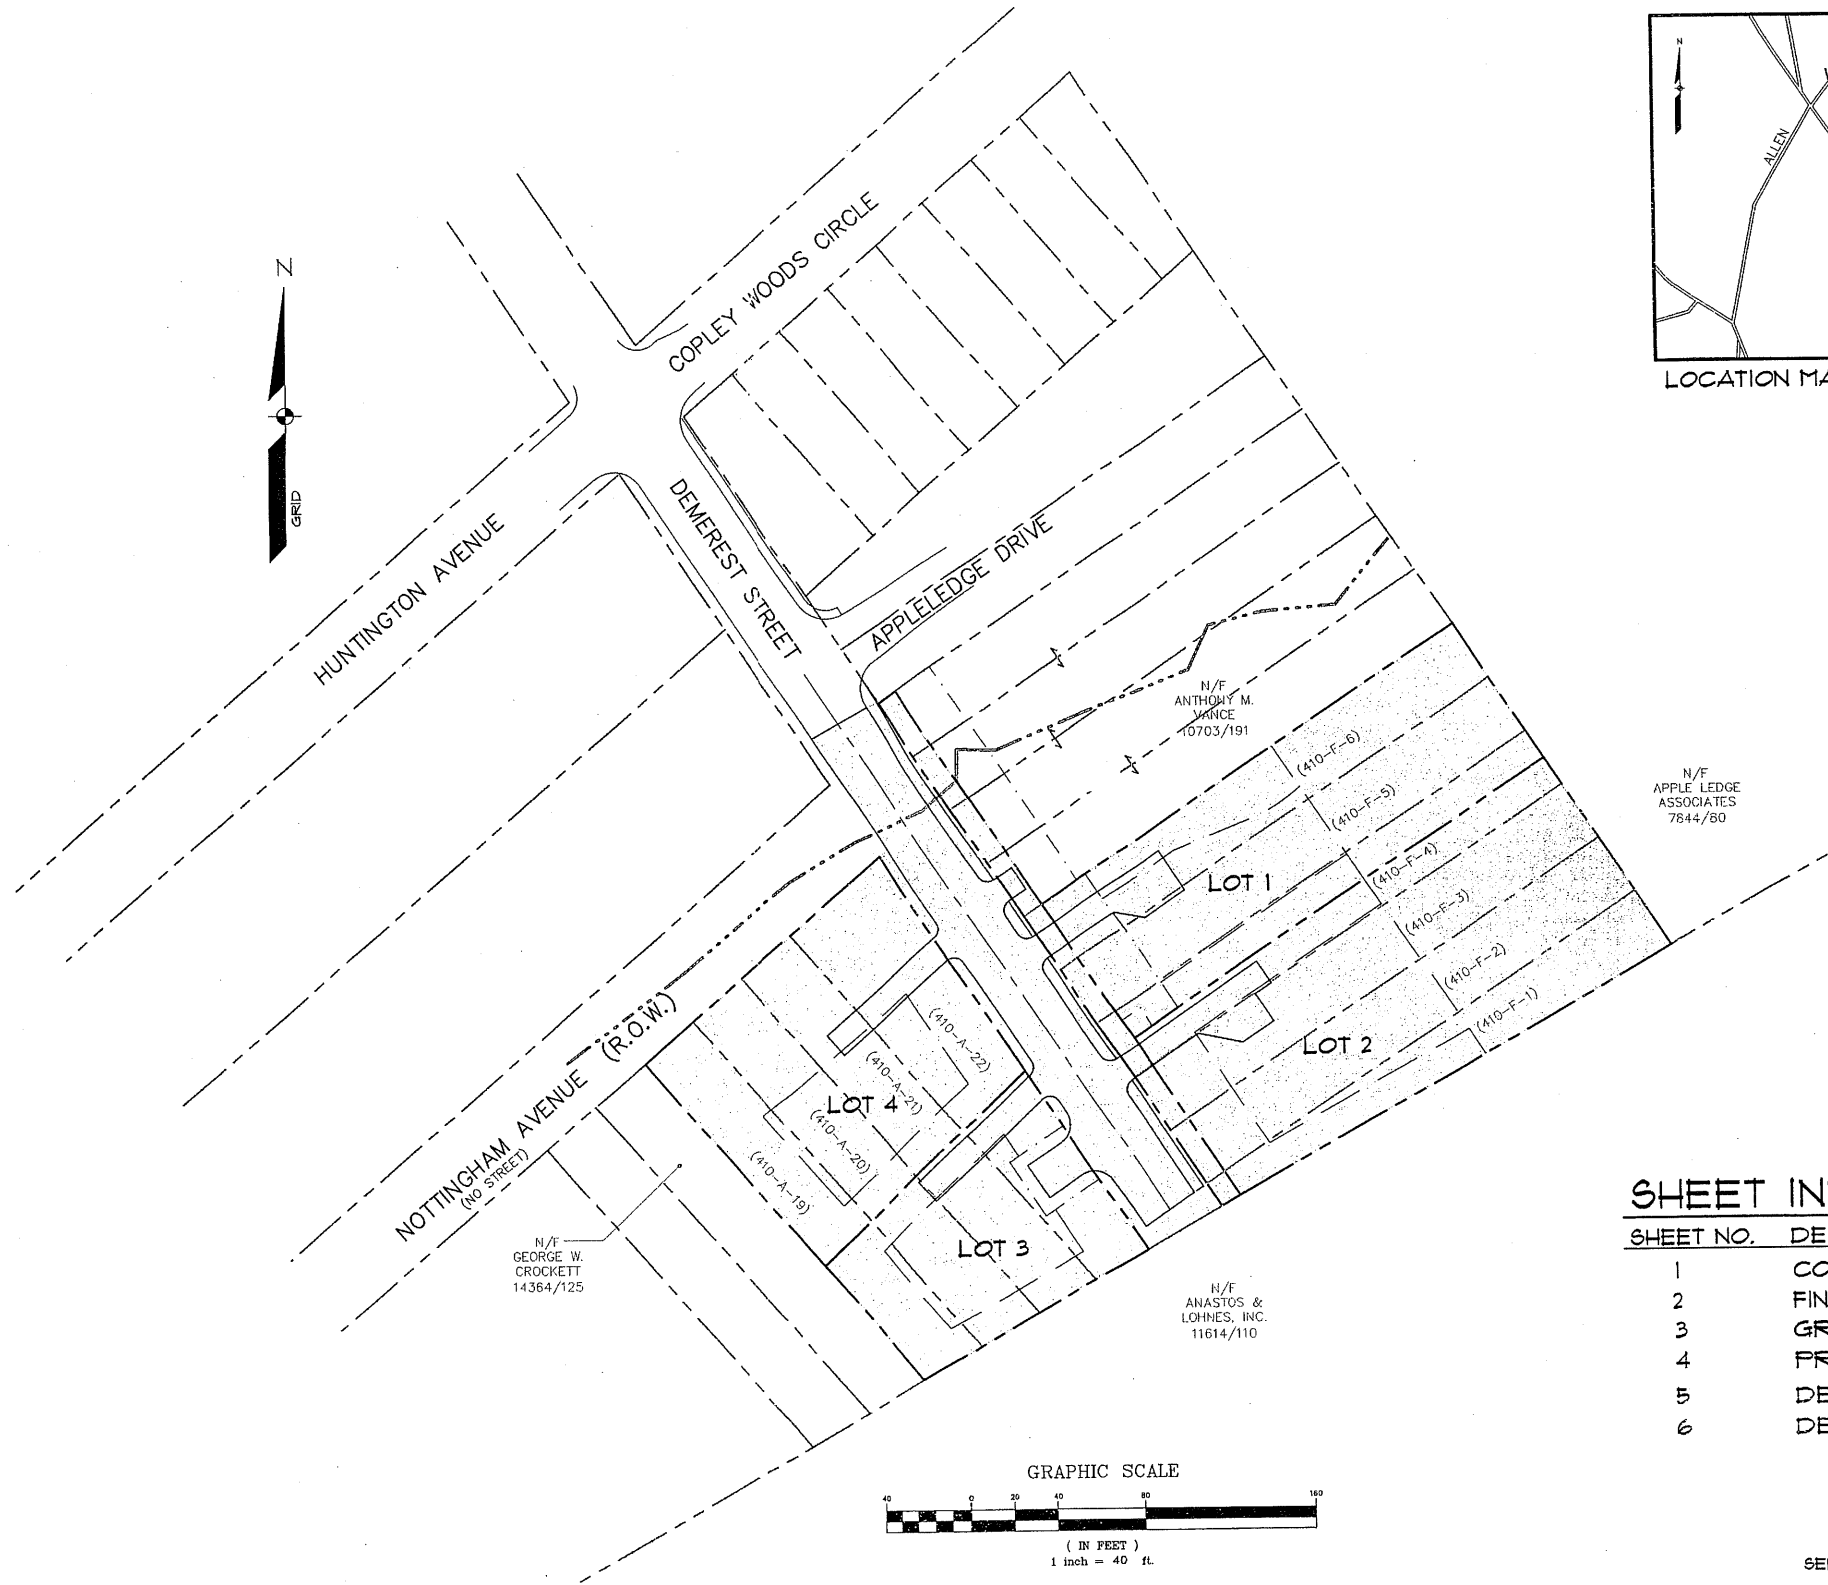 N
ALLEN
LOCATION MA
N
GRID
COPLEY WOODS CIRCLE
HUNTINGTON AVENUE
DEMEREST STREET
APPLELEDGE DRIVE
N/F
ANTHONY M.
VANCE
10703/191
N/F
APPLE LEDGE
ASSOCIATES
7844/80
(410-F-6)
(410-F-5)
(410-F-4)
(410-F-3)
(410-F-2)
(410-F-1)
LOT 1
LOT 2
NOTTINGHAM AVENUE (R.O.W.)
(NO STREET)
(410-A-22)
(410-A-21)
(410-A-20)
(410-A-19)
LOT 4
LOT 3
N/F
GEORGE W.
CROCKETT
14364/125
N/F
ANASTOS &
LOHNES, INC.
11614/110
SHEET IN
SHEET NO. DE
1 CO
2 FIN
3 GR
4 PR
5 DE
6 DE
GRAPHIC SCALE
40 0 20 40 80 160
( IN FEET )
1 inch = 40 ft.
SE